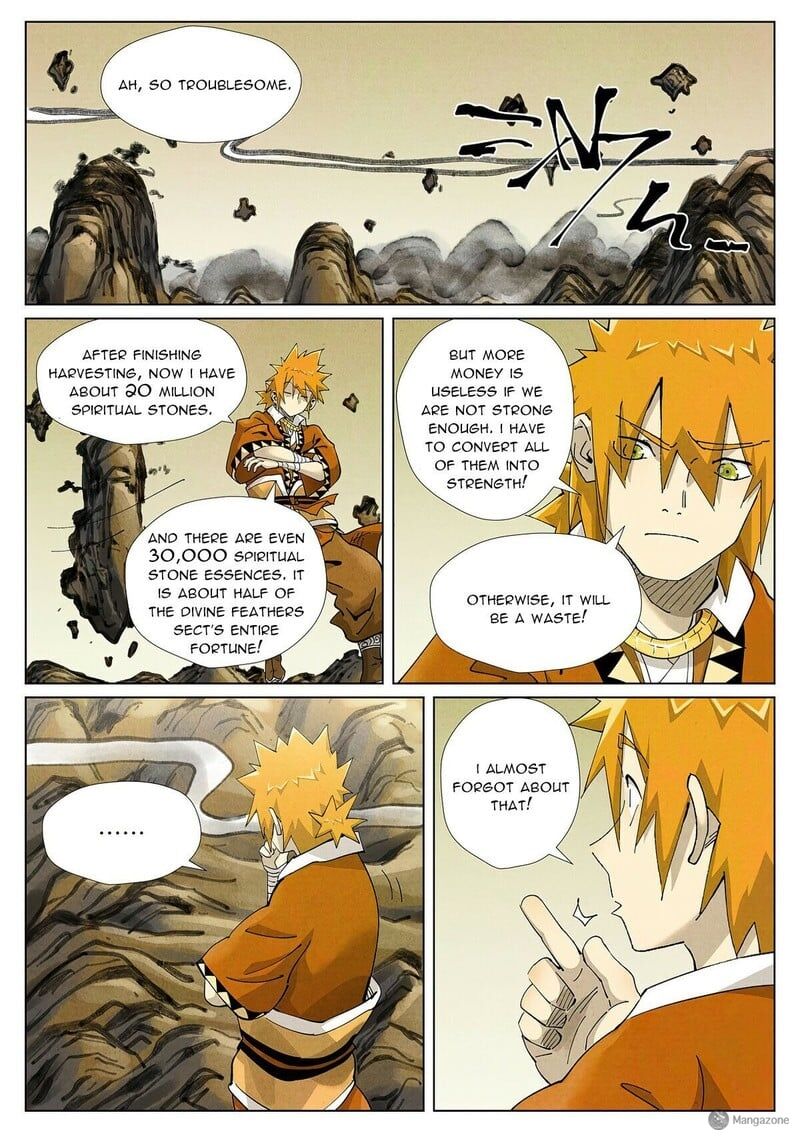 AH, SO TROUBLESOME.
AFTER FINISHING
HARVESTING, NOW I HAVE
ABOUT 20 MILLION
SPIRITUAL STONES.
AND THERE ARE EVEN
30,000 SPIRITUAL
STONE ESSENCES. IT
IS ABOUT HALF OF
THE DIVINE FEATHERS
SECT'S ENTIRE
FORTUNE!
BUT MORE
MONEY IS
USELESS IF WE
ARE NOT STRONG
ENOUGH. I HAVE
TO CONVERT ALL
OF THEM INTO
STRENGTH!
OTHERWISE, IT WILL
BE A WASTE!
......
I ALMOST
FORGOT ABOUT
THAT!
Mangazone